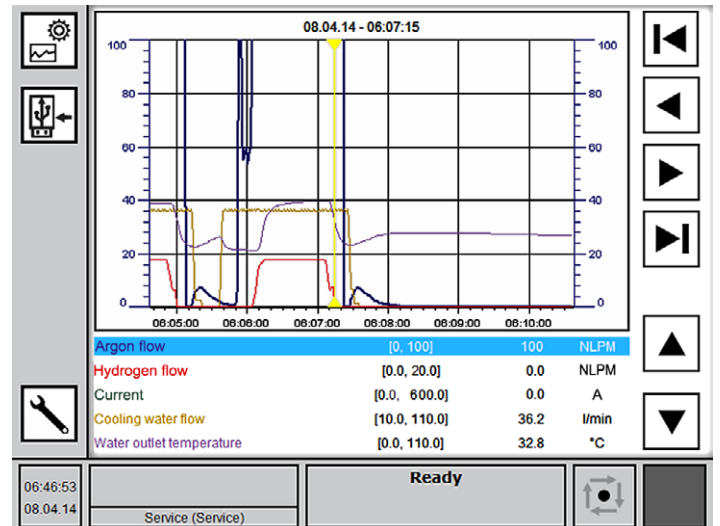 08.04.14 - 06:07:15
100 100
80 80
60 60
40 40
20 20
0 0
06:05:00 06:06:00 06:07:00 06:08:00 06:09:00 06:10:00
Argon flow [0, 100] 100 NLPM
Hydrogen flow [0.0, 20.0] 0.0 NLPM
Current [0.0, 600.0] 0.0 A
Cooling water flow [10.0, 110.0] 36.2 l/min
Water outlet temperature [0.0, 110.0] 32.8 °C
06:46:53
08.04.14
Service (Service)
Ready